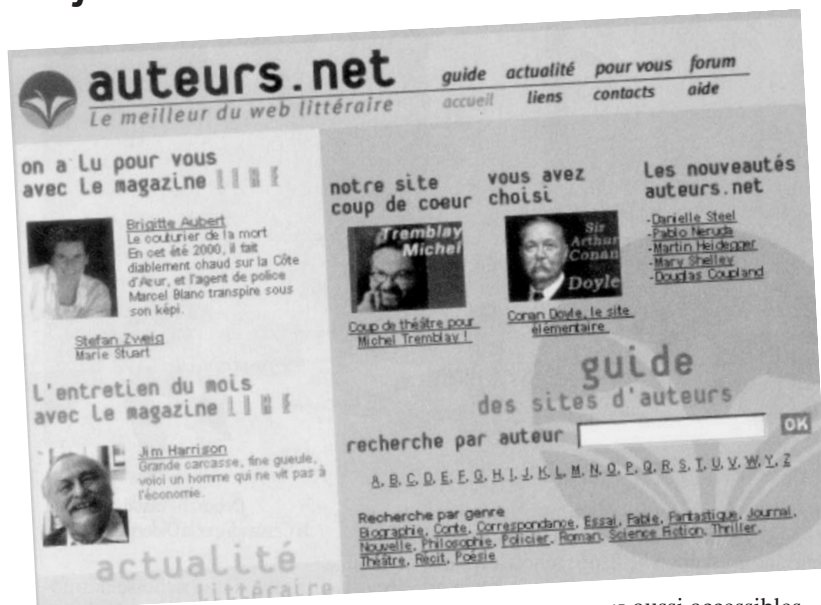 auteurs.net
Le meilleur du web littéraire
guide actualité pour vous forum
accueil liens contacts aide
on a lu pour vous
avec le magazine
Brigitte Aubert
Le couturier de la mort
En cet été 2000, il fait
diablement chaud sur la Côte
d'Azur, et l'agent de police
Marcel Blanc transpire sous
son képi.
Stefan Zweig
Marie Stuart
L'entretien du mois
avec le magazine
Jim Harrison
Grande carcasse, fine gueule,
voici un homme qui ne vit pas à
l'économie.
actualité
littéraire
notre site
coup de coeur
Tremblay
Michel
Coup de théâtre pour
Michel Tremblay !
vous avez
choisi
Sir
Arthur
Conan
Doyle
Conan Doyle, le site
élémentaire
Les nouveautés
auteurs.net
-Danielle Steel
-Pablo Neruda
-Martin Heidegger
-Mary Shelley
-Douglas Coupland
guide
des sites d'auteurs
recherche par auteur OK
A, B, C, D, E, F, G, H, I, J, K, L, M, N, O, P, Q, R, S, T, U, V, W, Y, Z
Recherche par genre
Biographie, Conte, Correspondance, Essai, Fable, Fantastique, Journal,
Nouvelle, Philosophie, Policier, Roman, Science Fiction, Thriller,
Théâtre, Récit, Poésie
aussi accessibles